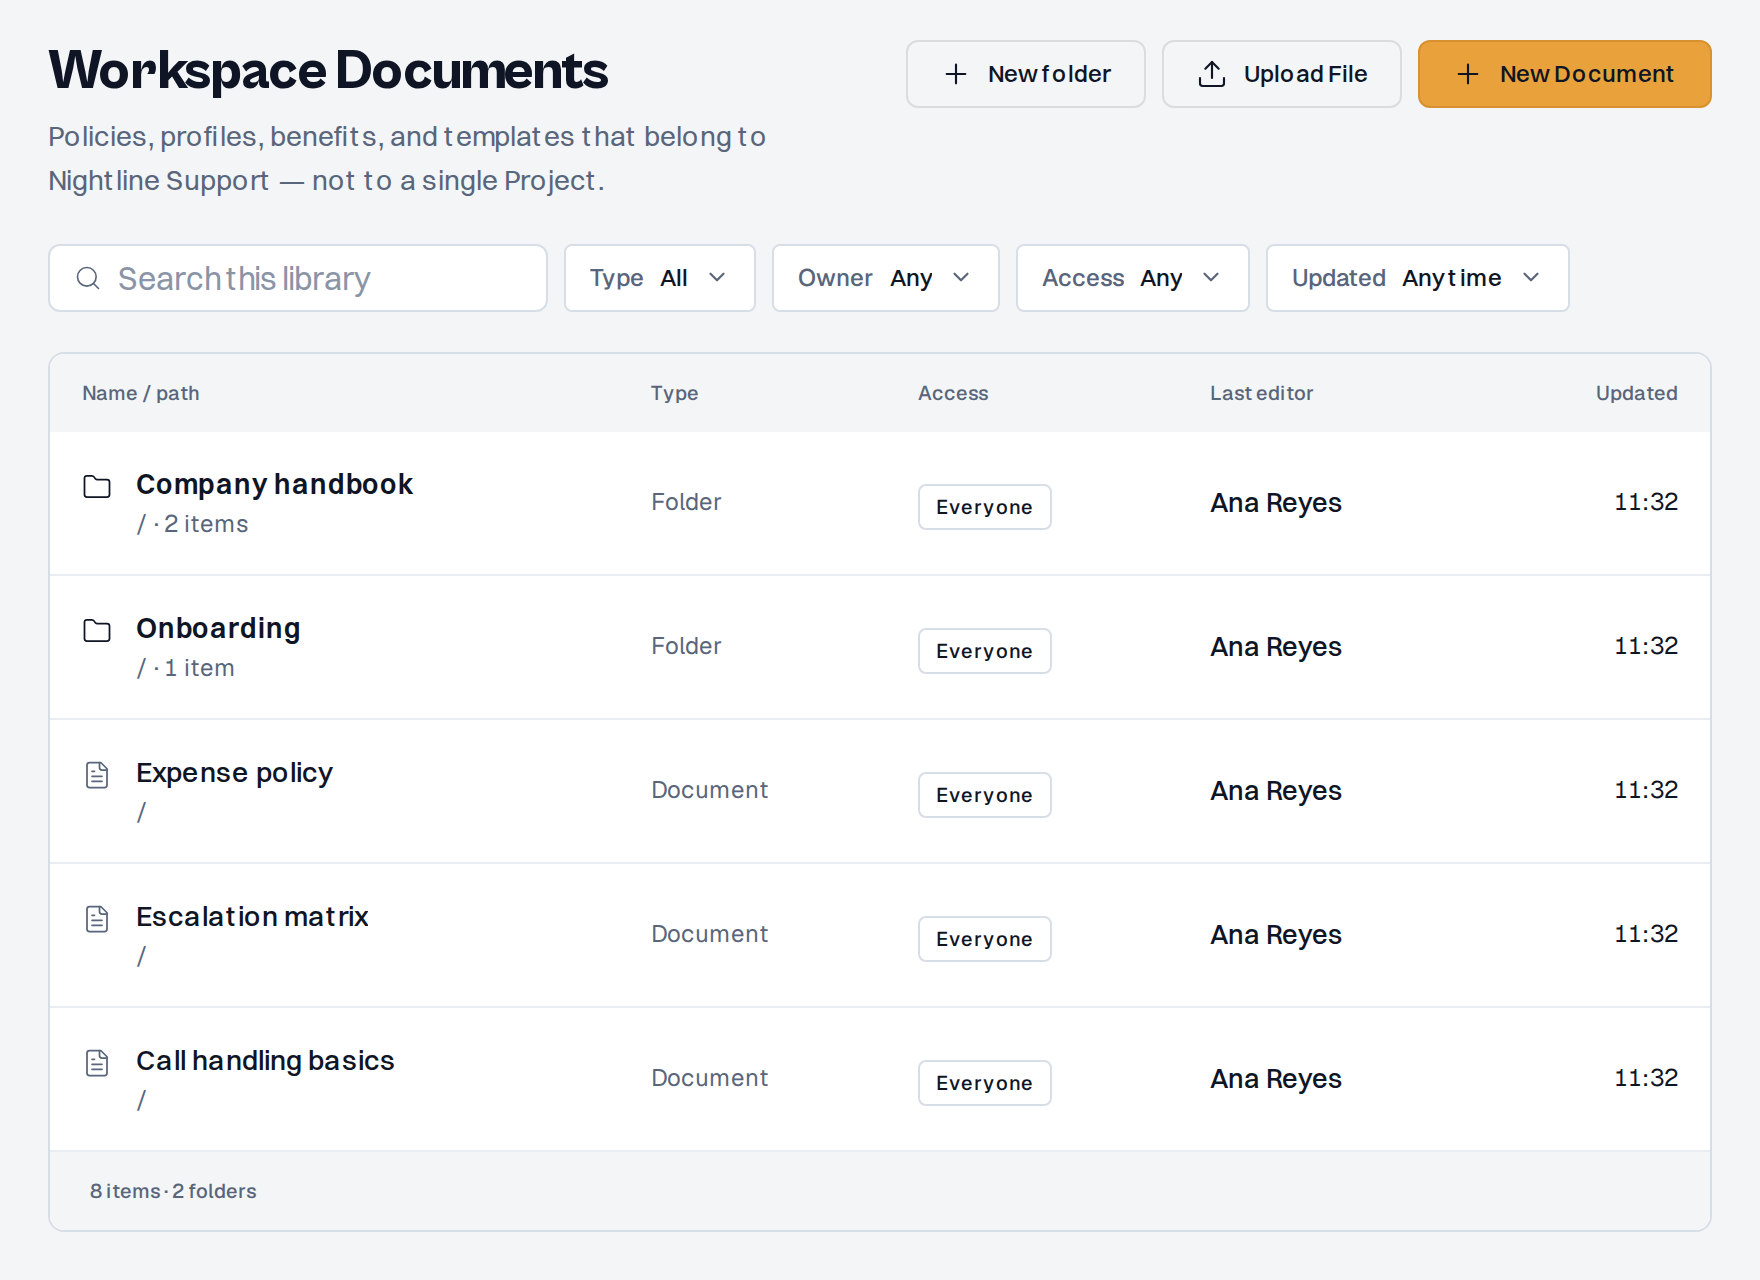 Workspace Documents
New folder
Upload File
New Document
Policies, profiles, benefits, and templates that belong to
Nightline Support — not to a single Project.
Search this library
Type All
Owner Any
Access Any
Updated Any time
Name / path Type Access Last editor Updated
Company handbook
/ · 2 items
Folder Everyone Ana Reyes 11:32
Onboarding
/ · 1 item
Folder Everyone Ana Reyes 11:32
Expense policy
/
Document Everyone Ana Reyes 11:32
Escalation matrix
/
Document Everyone Ana Reyes 11:32
Call handling basics
/
Document Everyone Ana Reyes 11:32
8 items · 2 folders